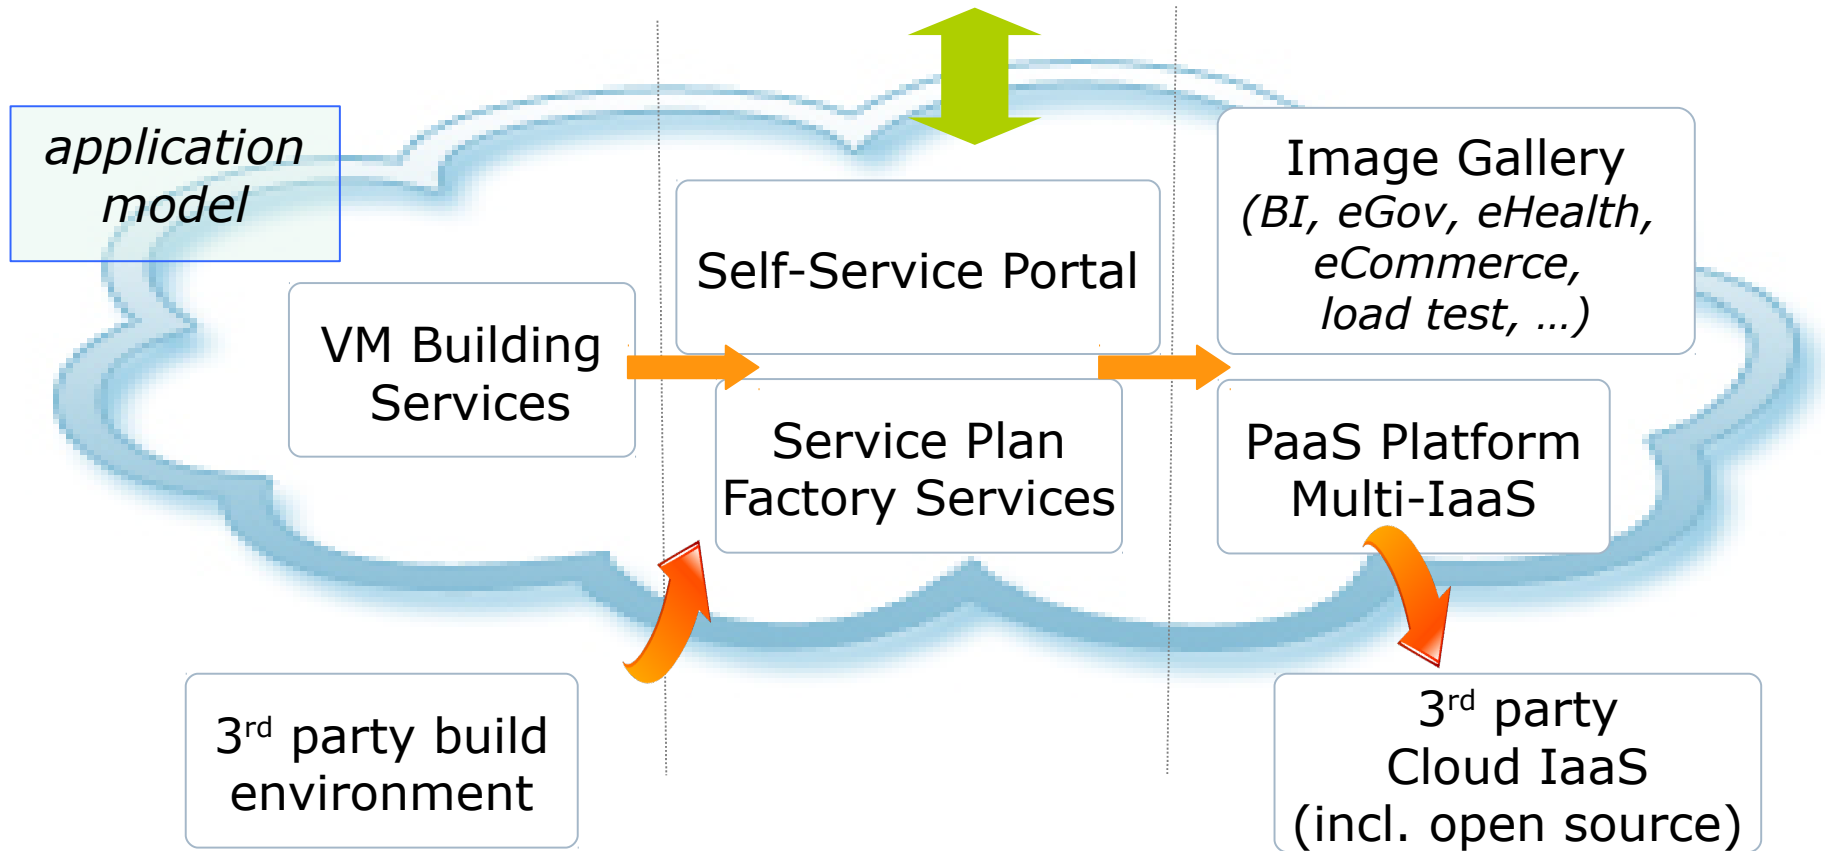 application
model
VM Building
Services
Self-Service Portal
Service Plan
Factory Services
Image Gallery
(BI, eGov, eHealth,
eCommerce,
load test, ...)
PaaS Platform
Multi-IaaS
3rd party build
environment
3rd party
Cloud IaaS
(incl. open source)